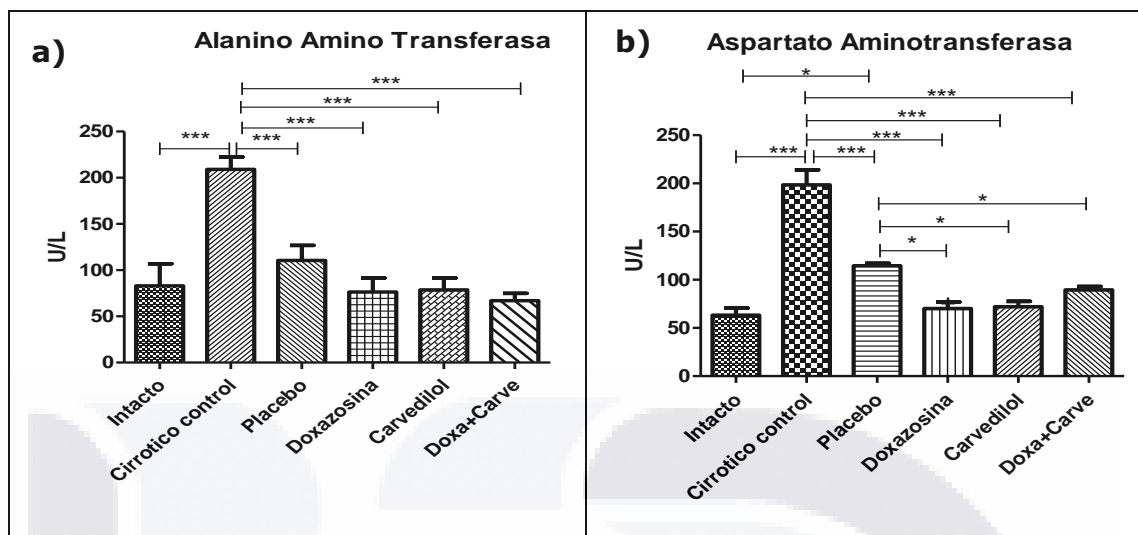 a)
Alanino Amino Transferasa
***
***
***
*** ***
250
200
150
100
50
0
U/L
Intacto
Cirrotico control
Placebo
Doxazosina
Carvedilol
Doxa+Carve
b)
Aspartato Aminotransferasa
*
***
***
***
*** ***
*
*
*
250
200
150
100
50
0
U/L
Intacto
Cirrotico control
Placebo
Doxazosina
Carvedilol
Doxa+Carve